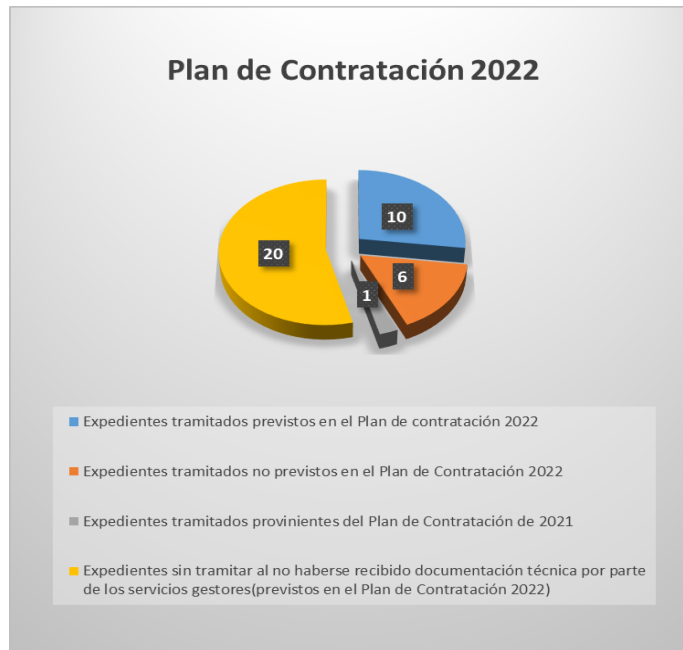 Plan de Contratación 2022
10
20
6
1
Expedientes tramitados previstos en el Plan de contratación 2022
Expedientes tramitados no previstos en el Plan de Contratación 2022
Expedientes tramitados provinientes del Plan de Contratación de 2021
Expedientes sin tramitar al no haberse recibido documentación técnica por parte
de los servicios gestores(previstos en el Plan de Contratación 2022)